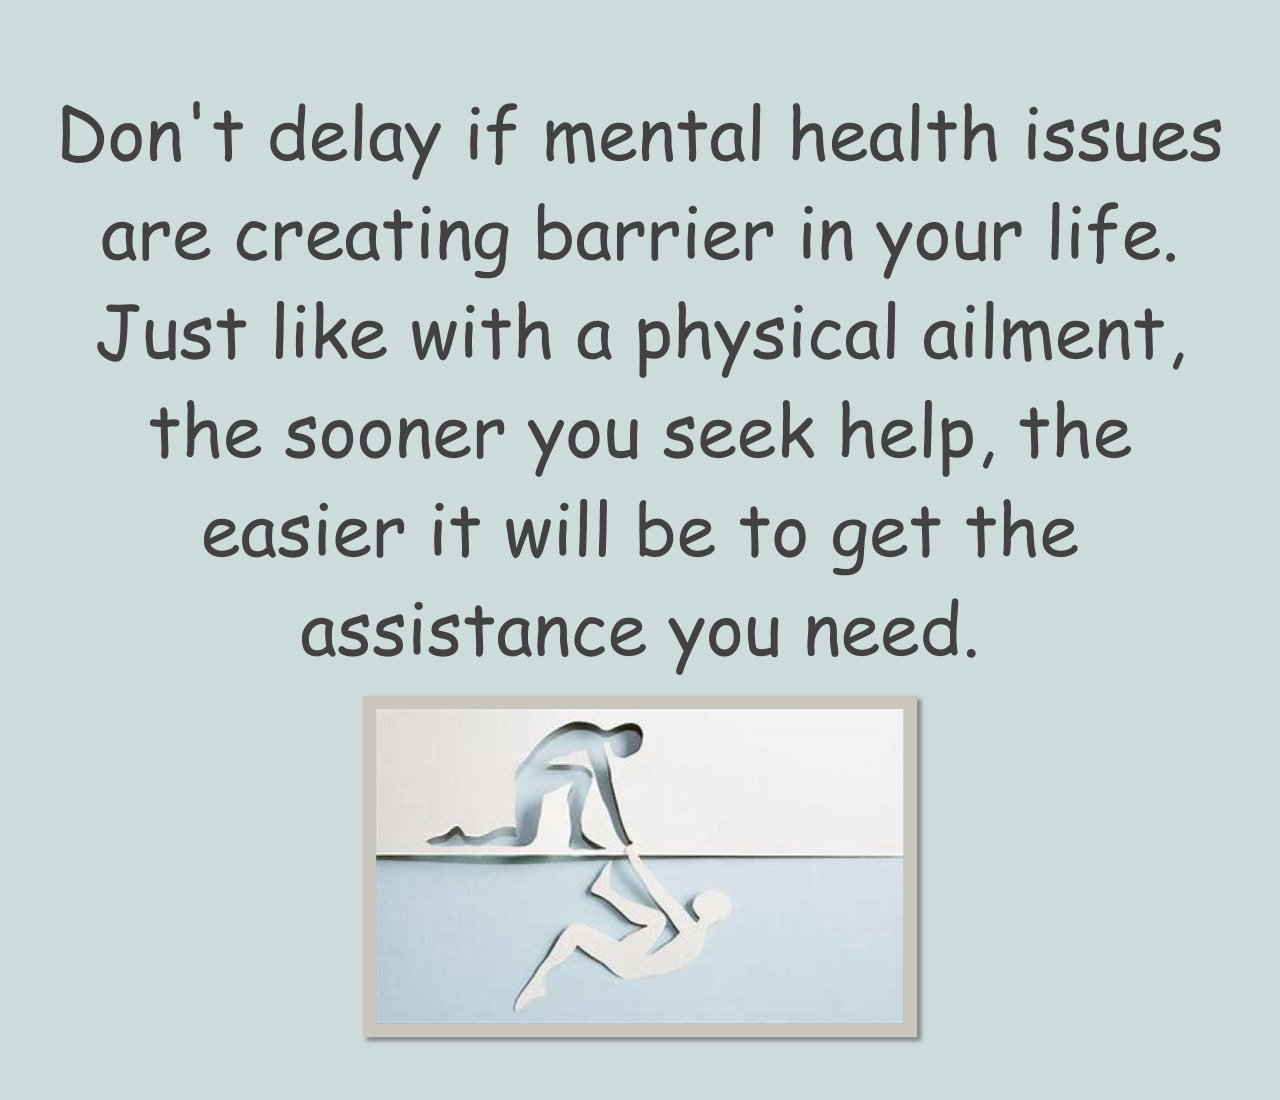 Don't delay if mental health issues
are creating barrier in your life.
Just like with a physical ailment,
the sooner you seek help, the
easier it will be to get the
assistance you need.